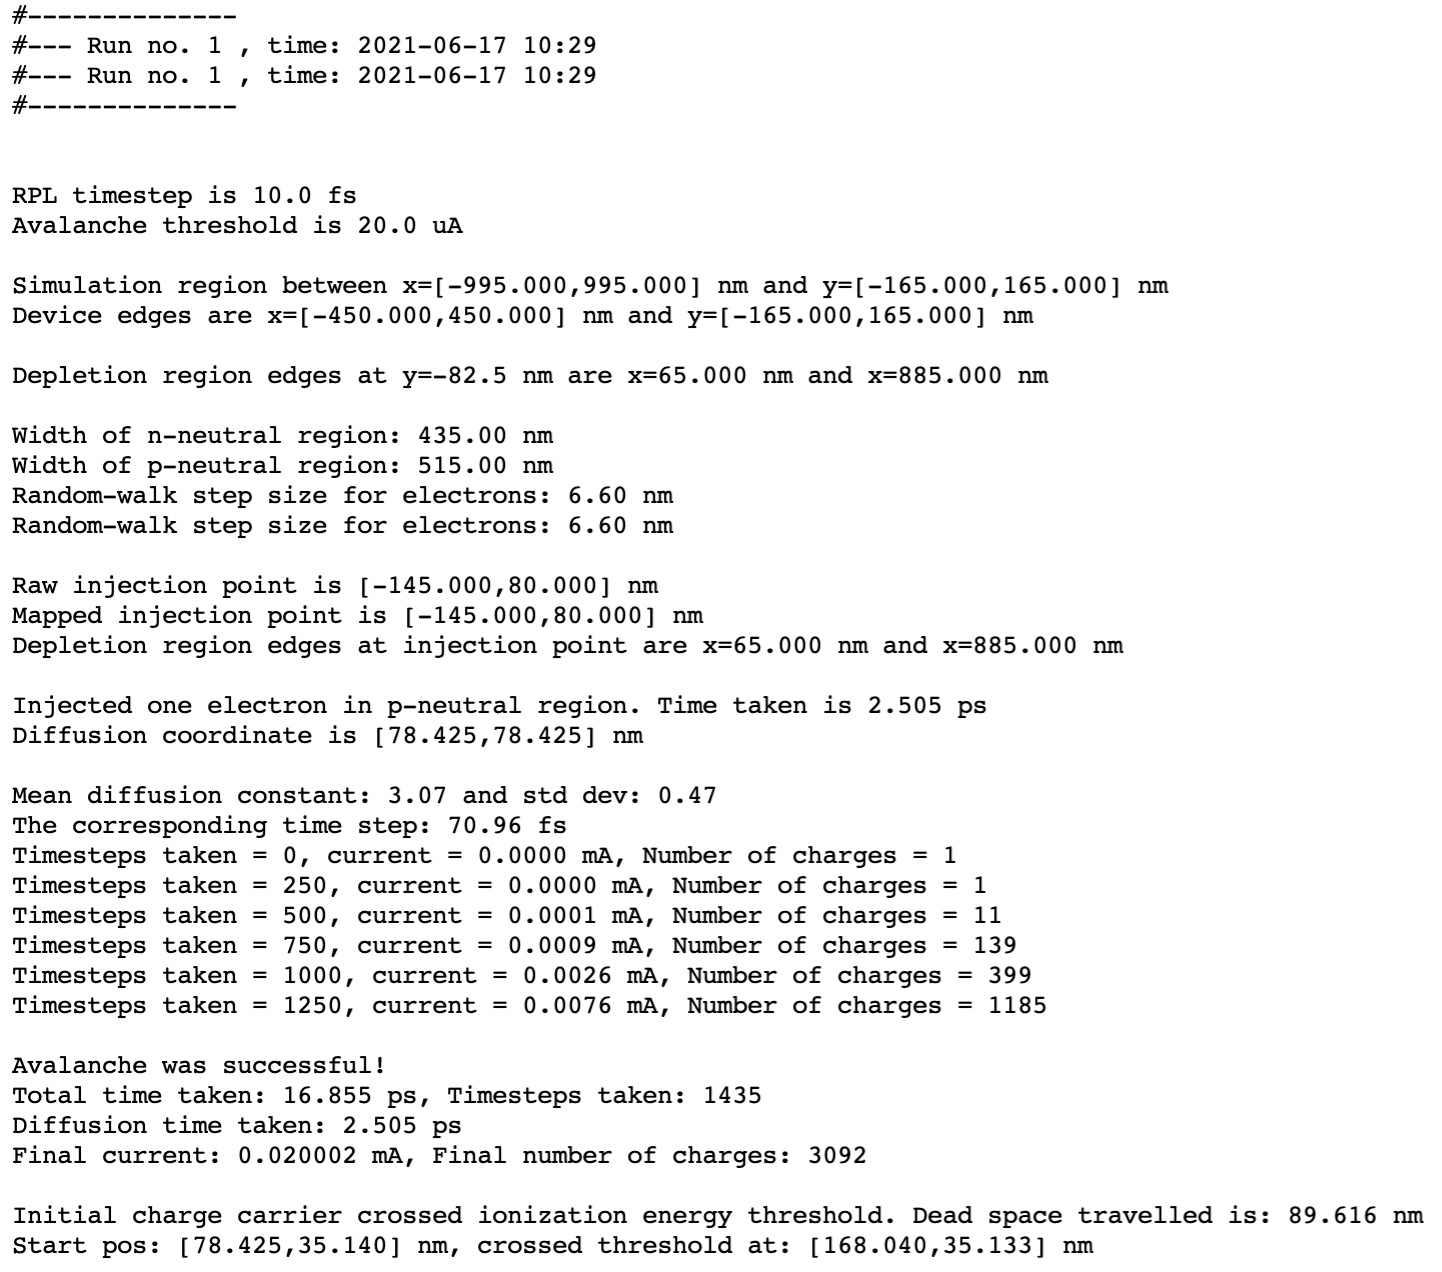 #--------------
#--- Run no. 1 , time: 2021-06-17 10:29
#--- Run no. 1 , time: 2021-06-17 10:29
#--------------
RPL timestep is 10.0 fs
Avalanche threshold is 20.0 uA
Simulation region between x=[-995.000,995.000] nm and y=[-165.000,165.000] nm
Device edges are x=[-450.000,450.000] nm and y=[-165.000,165.000] nm
Depletion region edges at y=-82.5 nm are x=65.000 nm and x=885.000 nm
Width of n-neutral region: 435.00 nm
Width of p-neutral region: 515.00 nm
Random-walk step size for electrons: 6.60 nm
Random-walk step size for electrons: 6.60 nm
Raw injection point is [-145.000,80.000] nm
Mapped injection point is [-145.000,80.000] nm
Depletion region edges at injection point are x=65.000 nm and x=885.000 nm
Injected one electron in p-neutral region. Time taken is 2.505 ps
Diffusion coordinate is [78.425,78.425] nm
Mean diffusion constant: 3.07 and std dev: 0.47
The corresponding time step: 70.96 fs
Timesteps taken = 0, current = 0.0000 mA, Number of charges = 1
Timesteps taken = 250, current = 0.0000 mA, Number of charges = 1
Timesteps taken = 500, current = 0.0001 mA, Number of charges = 11
Timesteps taken = 750, current = 0.0009 mA, Number of charges = 139
Timesteps taken = 1000, current = 0.0026 mA, Number of charges = 399
Timesteps taken = 1250, current = 0.0076 mA, Number of charges = 1185
Avalanche was successful!
Total time taken: 16.855 ps, Timesteps taken: 1435
Diffusion time taken: 2.505 ps
Final current: 0.020002 mA, Final number of charges: 3092
Initial charge carrier crossed ionization energy threshold. Dead space travelled is: 89.616 nm
Start pos: [78.425,35.140] nm, crossed threshold at: [168.040,35.133] nm